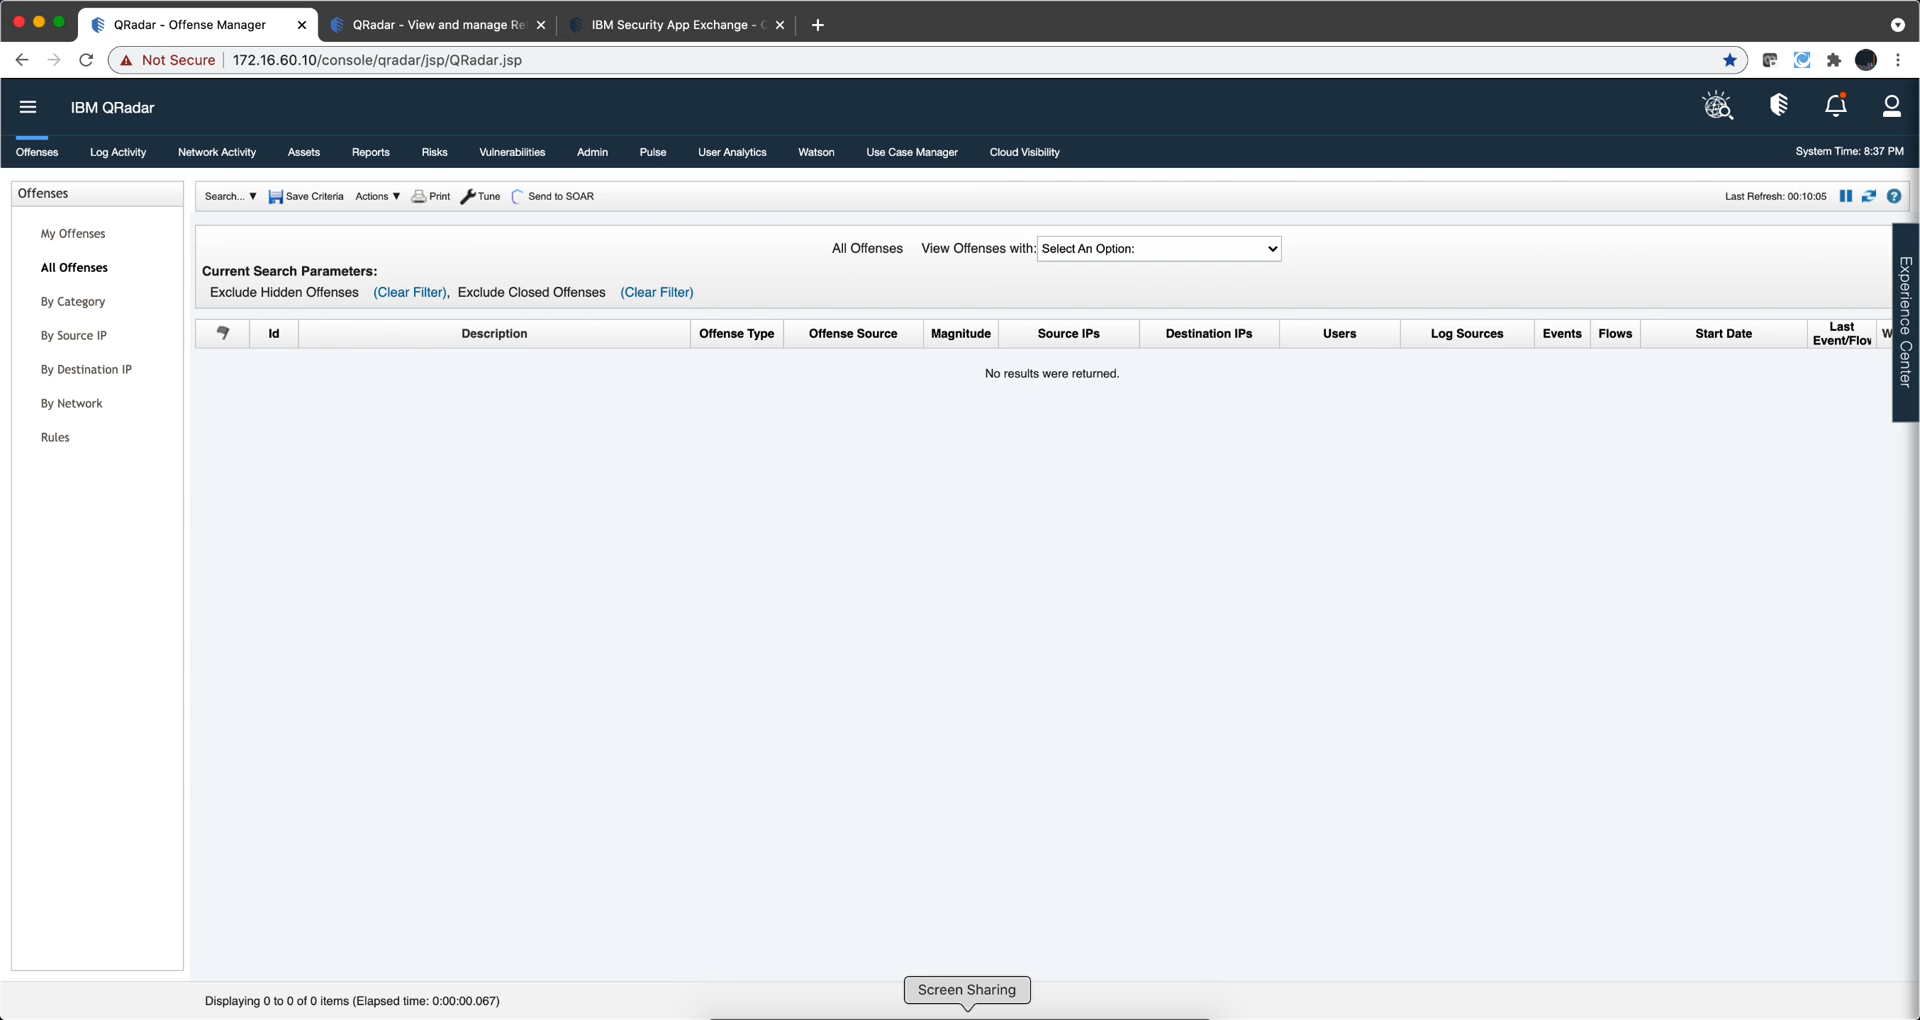 QRadar - Offense Manager
QRadar - View and manage Re
IBM Security App Exchange -
Not Secure
172.16.60.10/console/qradar/jsp/QRadar.jsp
IBM QRadar
Offenses Log Activity Network Activity Assets Reports Risks Vulnerabilities Admin Pulse User Analytics Watson Use Case Manager Cloud Visibility
System Time: 8:37 PM
Offenses
My Offenses
All Offenses
By Category
By Source IP
By Destination IP
By Network
Rules
Search... ▼ Save Criteria Actions ▼ Print Tune Send to SOAR
Last Refresh: 00:10:05
All Offenses View Offenses with: Select An Option:
Current Search Parameters:
Exclude Hidden Offenses (Clear Filter), Exclude Closed Offenses (Clear Filter)
Id Description Offense Type Offense Source Magnitude Source IPs Destination IPs Users Log Sources Events Flows Start Date Last Event/Flow W
No results were returned.
Experience Center
Displaying 0 to 0 of 0 items (Elapsed time: 0:00:00.067)
Screen Sharing